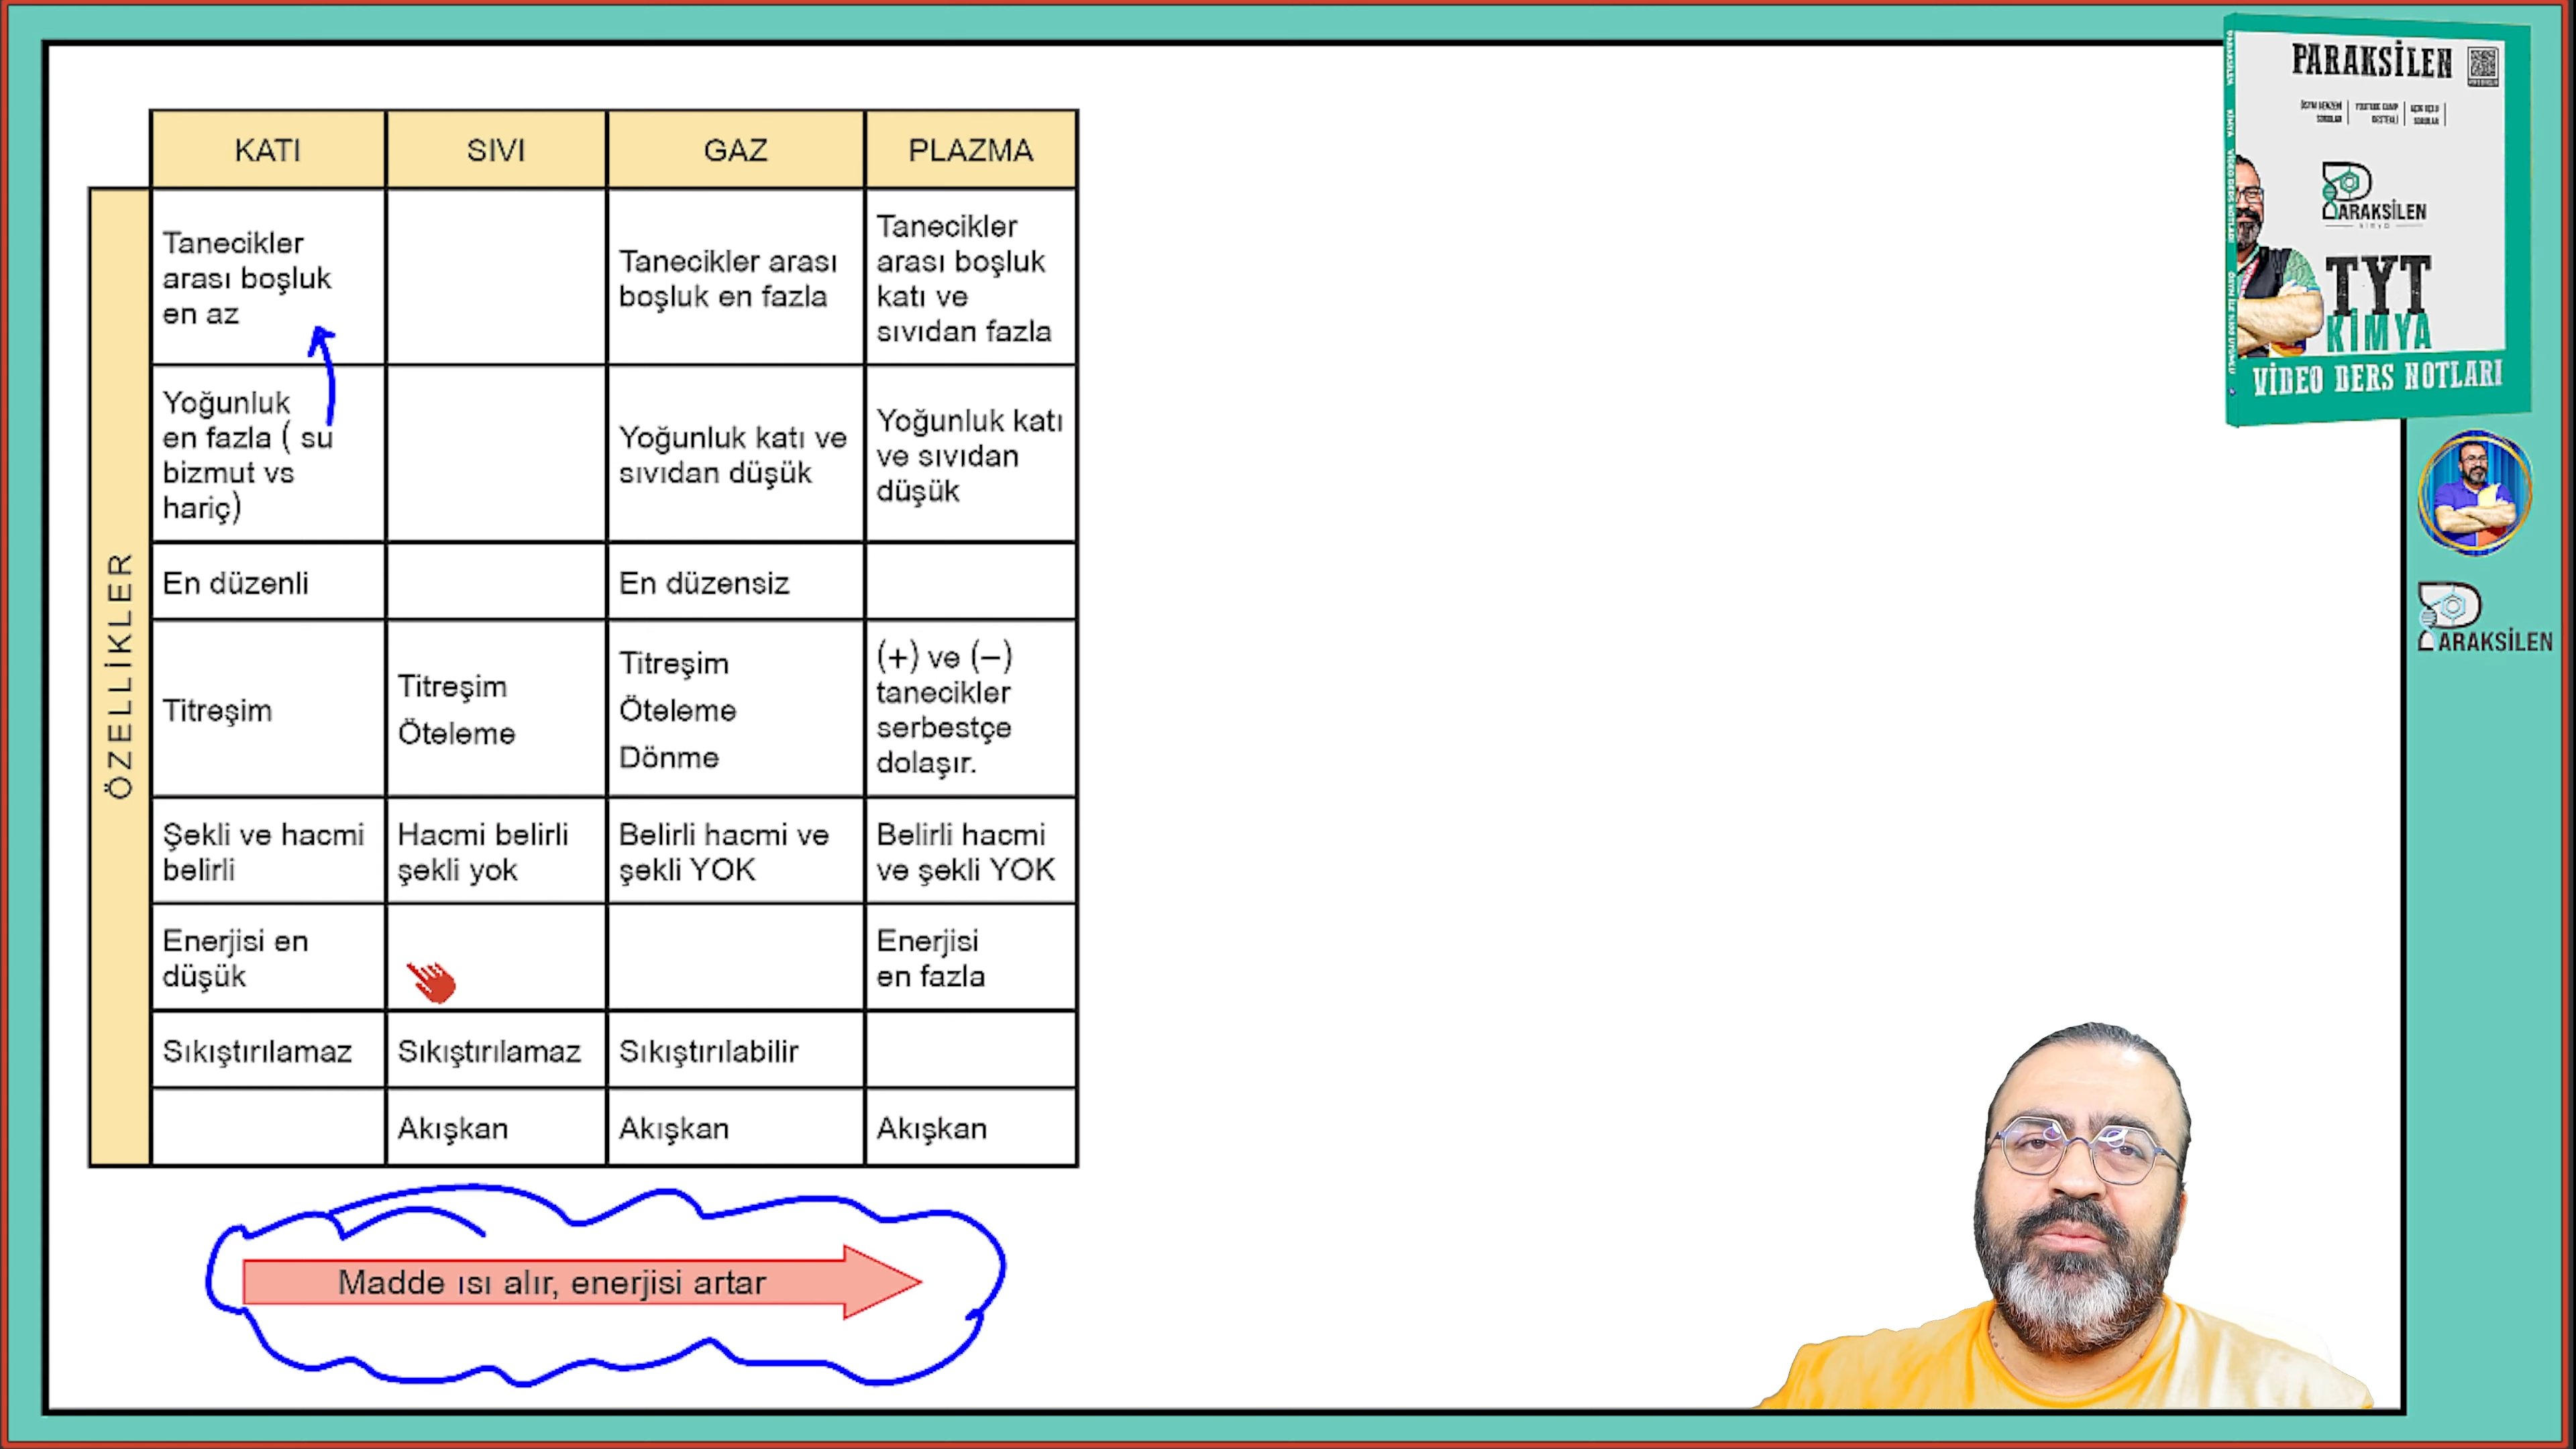 KATI SIVI GAZ PLAZMA
ÖZELLİKLER
Tanecikler
arası boşluk
en az
Tanecikler arası
boşluk en fazla
Tanecikler
arası boşluk
katı ve
sıvıdan fazla
Yoğunluk
en fazla ( su
bizmut vs
hariç)
Yoğunluk katı ve
sıvıdan düşük
Yoğunluk katı
ve sıvıdan
düşük
En düzenli
En düzensiz
Titreşim
Titreşim
Öteleme
Titreşim
Öteleme
Dönme
(+) ve (–)
tanecikler
serbestçe
dolaşır.
Şekli ve hacmi
belirli
Hacmi belirli
şekli yok
Belirli hacmi ve
şekli YOK
Belirli hacmi
ve şekli YOK
Enerjisi en
düşük
Enerjisi
en fazla
Sıkıştırılamaz
Sıkıştırılamaz
Sıkıştırılabilir
Akışkan
Akışkan
Akışkan
Madde ısı alır, enerjisi artar
PARAKSİLEN
PARAKSİLEN
TYT
KİMYA
VİDEO DERS NOTLARI
PARAKSİLEN